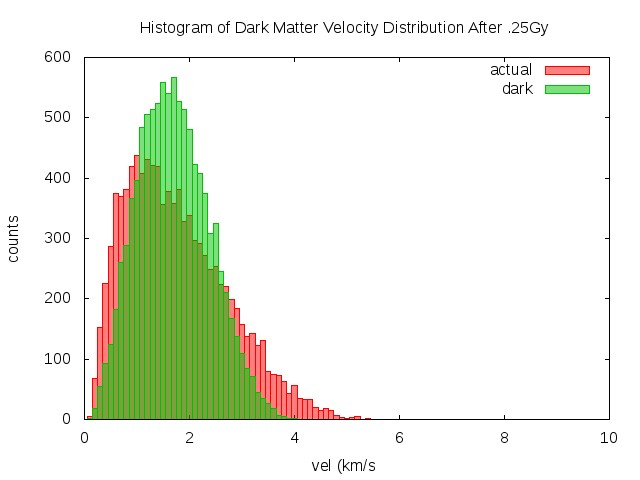 Histogram of Dark Matter Velocity Distribution After .25Gy
600
500
400
300
200
100
0
counts
actual
dark
0 2 4 6 8 10
vel (km/s